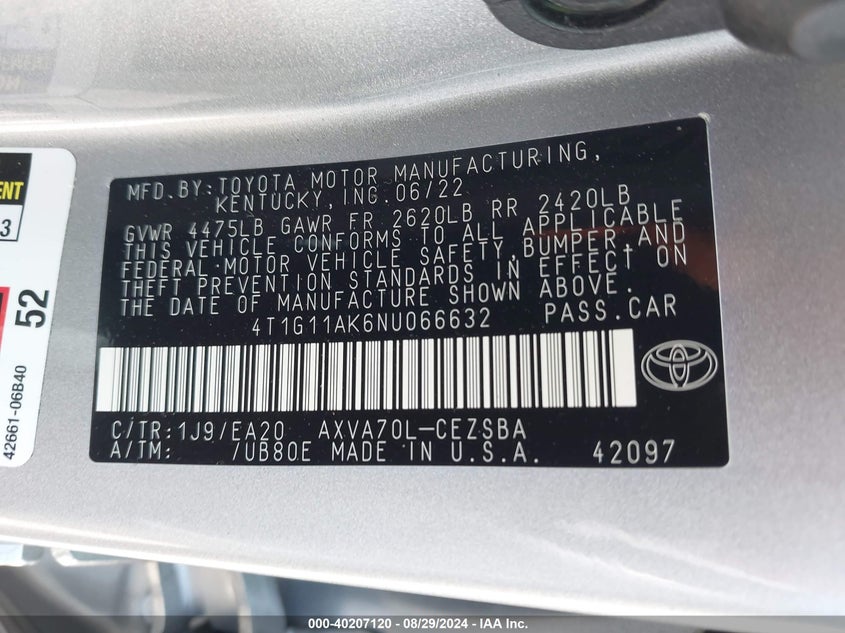 MFD.BY:TOYOTA MOTOR MANUFACTURING,
KENTUCKY, INC.06/22
GVWR 4475LB GAWR FR 2620LB RR 2420LB
THIS VEHICLE CONFORMS TO ALL APPLICABLE
FEDERAL MOTOR VEHICLE SAFETY,BUMPER,AND
THEFT PREVENTION STANDARDS IN EFFECT ON
THE DATE OF MANUFACTURE SHOWN ABOVE.
4T1G11AK6NU066632 PASS.CAR
C/TR:1J9/EA20 AXVA70L-CEZSBA
A/TM: /UB80E MADE IN U.S.A. 42097
3
52
42661-06B40
000-40207120 - 08/29/2024 - IAA Inc.